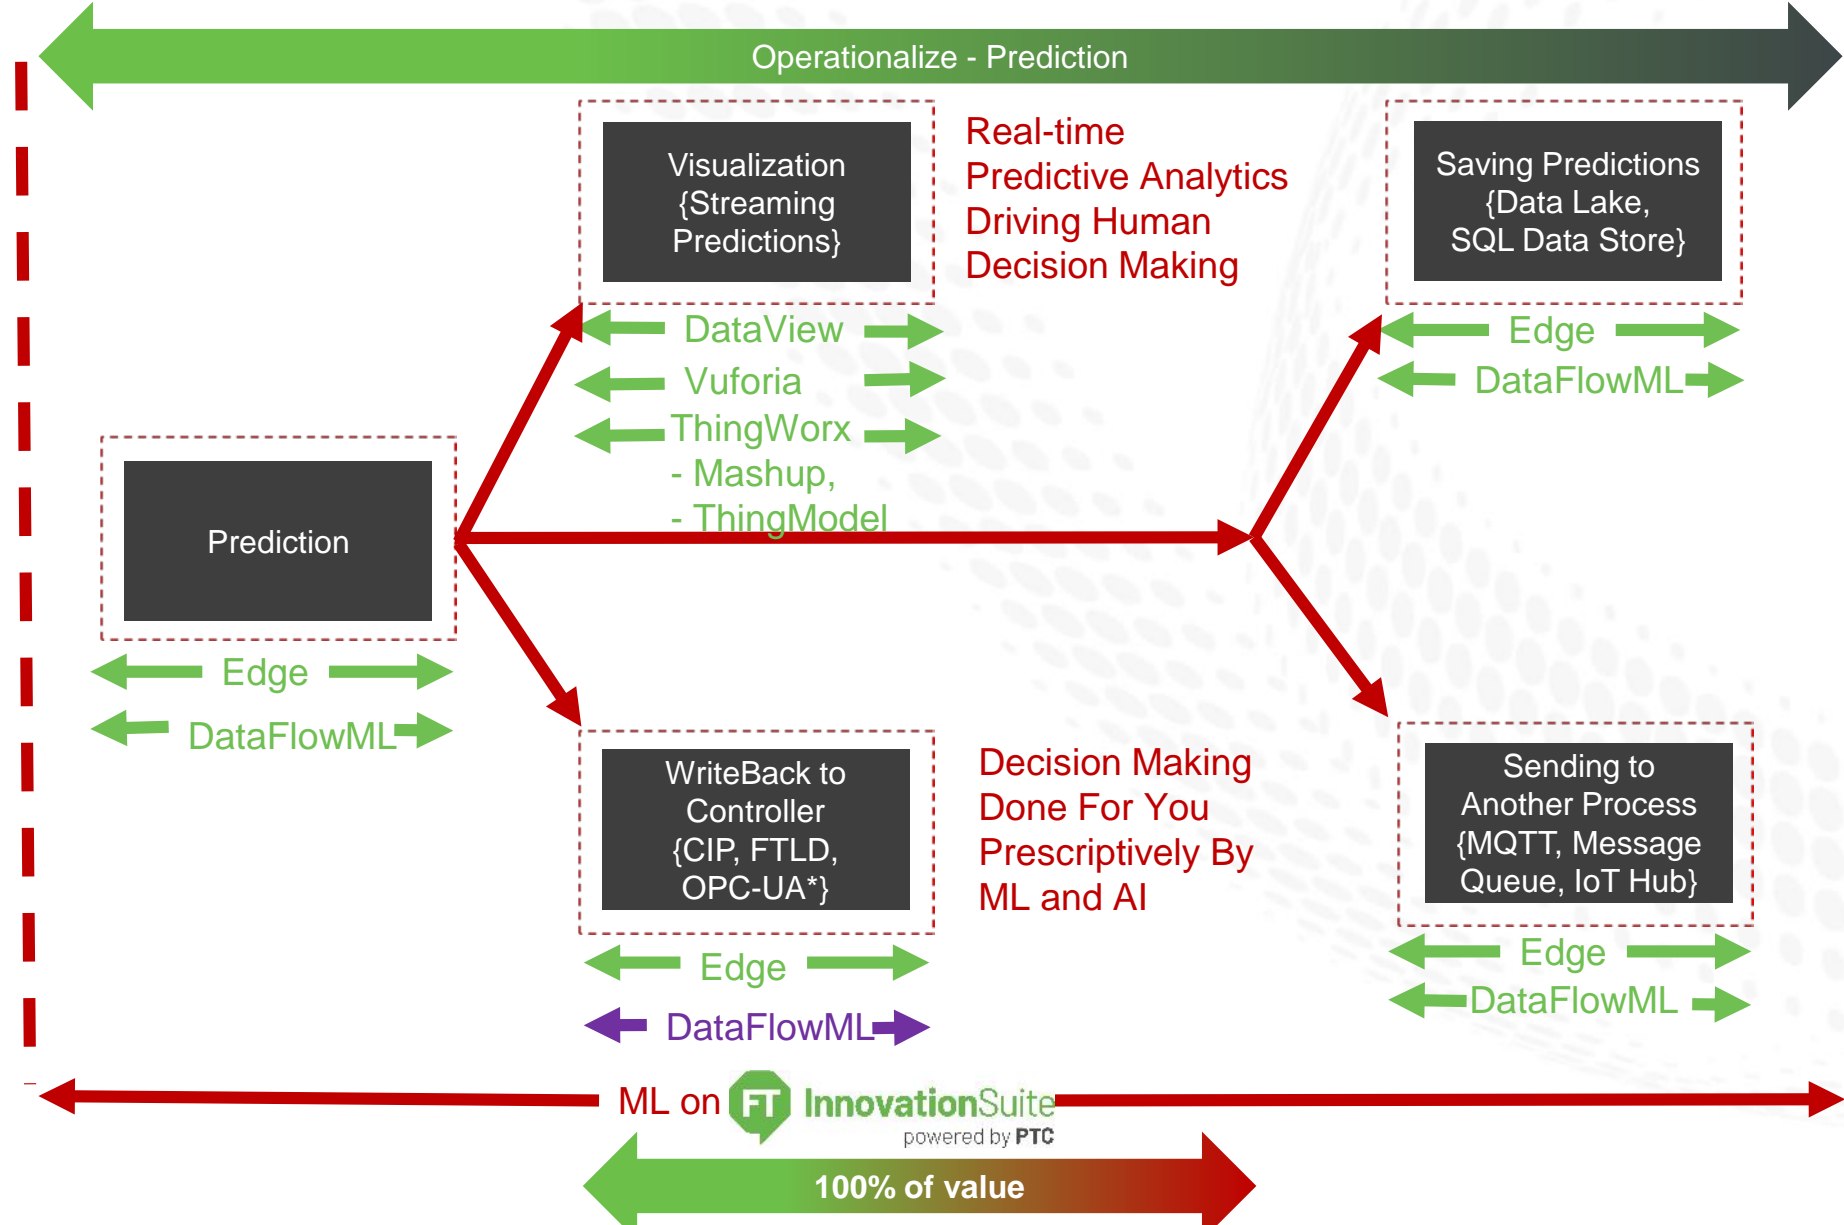 Operationalize - Prediction
Visualization
{Streaming
Predictions}
Real-time
Predictive Analytics
Driving Human
Decision Making
Saving Predictions
{Data Lake,
SQL Data Store}
DataView
Vuforia
ThingWorx
- Mashup,
- ThingModel
Edge
DataFlowML
Prediction
Edge
DataFlowML
WriteBack to
Controller
{CIP, FTLD,
OPC-UA*}
Decision Making
Done For You
Prescriptively By
ML and AI
Sending to
Another Process
{MQTT, Message
Queue, IoT Hub}
Edge
DataFlowML
Edge
DataFlowML
ML on FT InnovationSuite
powered by PTC
100% of value